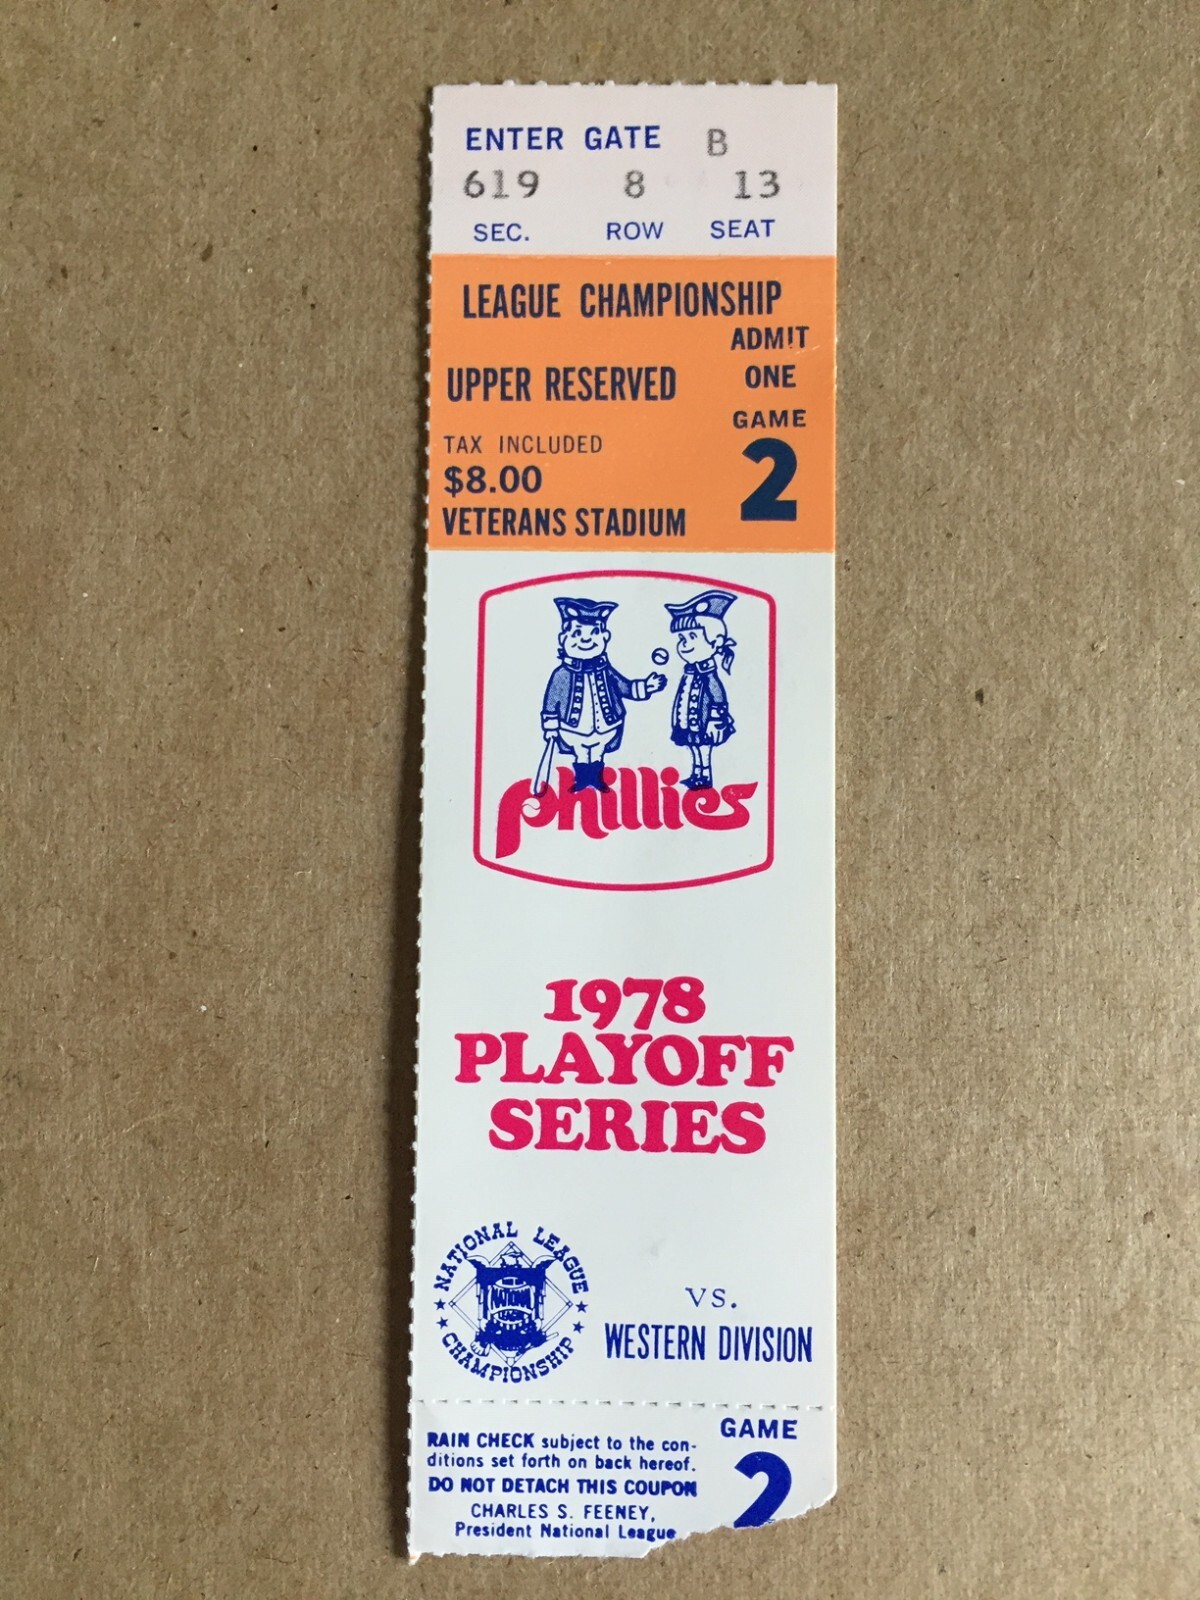 ENTER GATE B
619 8 13
SEC. ROW SEAT
LEAGUE CHAMPIONSHIP
ADMIT
UPPER RESERVED ONE
GAME
TAX INCLUDED
$8.00 2
VETERANS STADIUM
phillies
1978
PLAYOFF
SERIES
NATIONAL LEAGUE
NATIONAL
LEAGUE
CHAMPIONSHIP
VS.
WESTERN DIVISION
GAME
2
RAIN CHECK subject to the con-
ditions set forth on back hereof.
DO NOT DETACH THIS COUPON
CHARLES S. FEENEY,
President National League